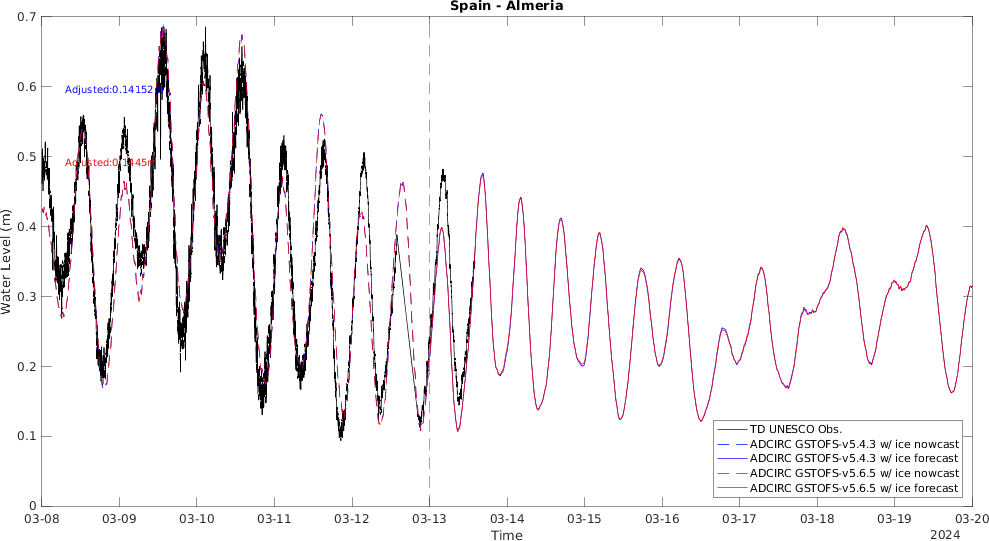 Spain - Almeria
0.7
0.6
0.5
0.4
0.3
0.2
0.1
0
Water Level (m)
Adjusted:0.14152
Adjusted:0.1445
TD UNESCO Obs.
ADCIRC GSTOFS-v5.4.3 w/ ice nowcast
ADCIRC GSTOFS-v5.4.3 w/ ice forecast
ADCIRC GSTOFS-v5.6.5 w/ ice nowcast
ADCIRC GSTOFS-v5.6.5 w/ ice forecast
03-08 03-09 03-10 03-11 03-12 03-13 03-14 03-15 03-16 03-17 03-18 03-19 03-20
Time
2024